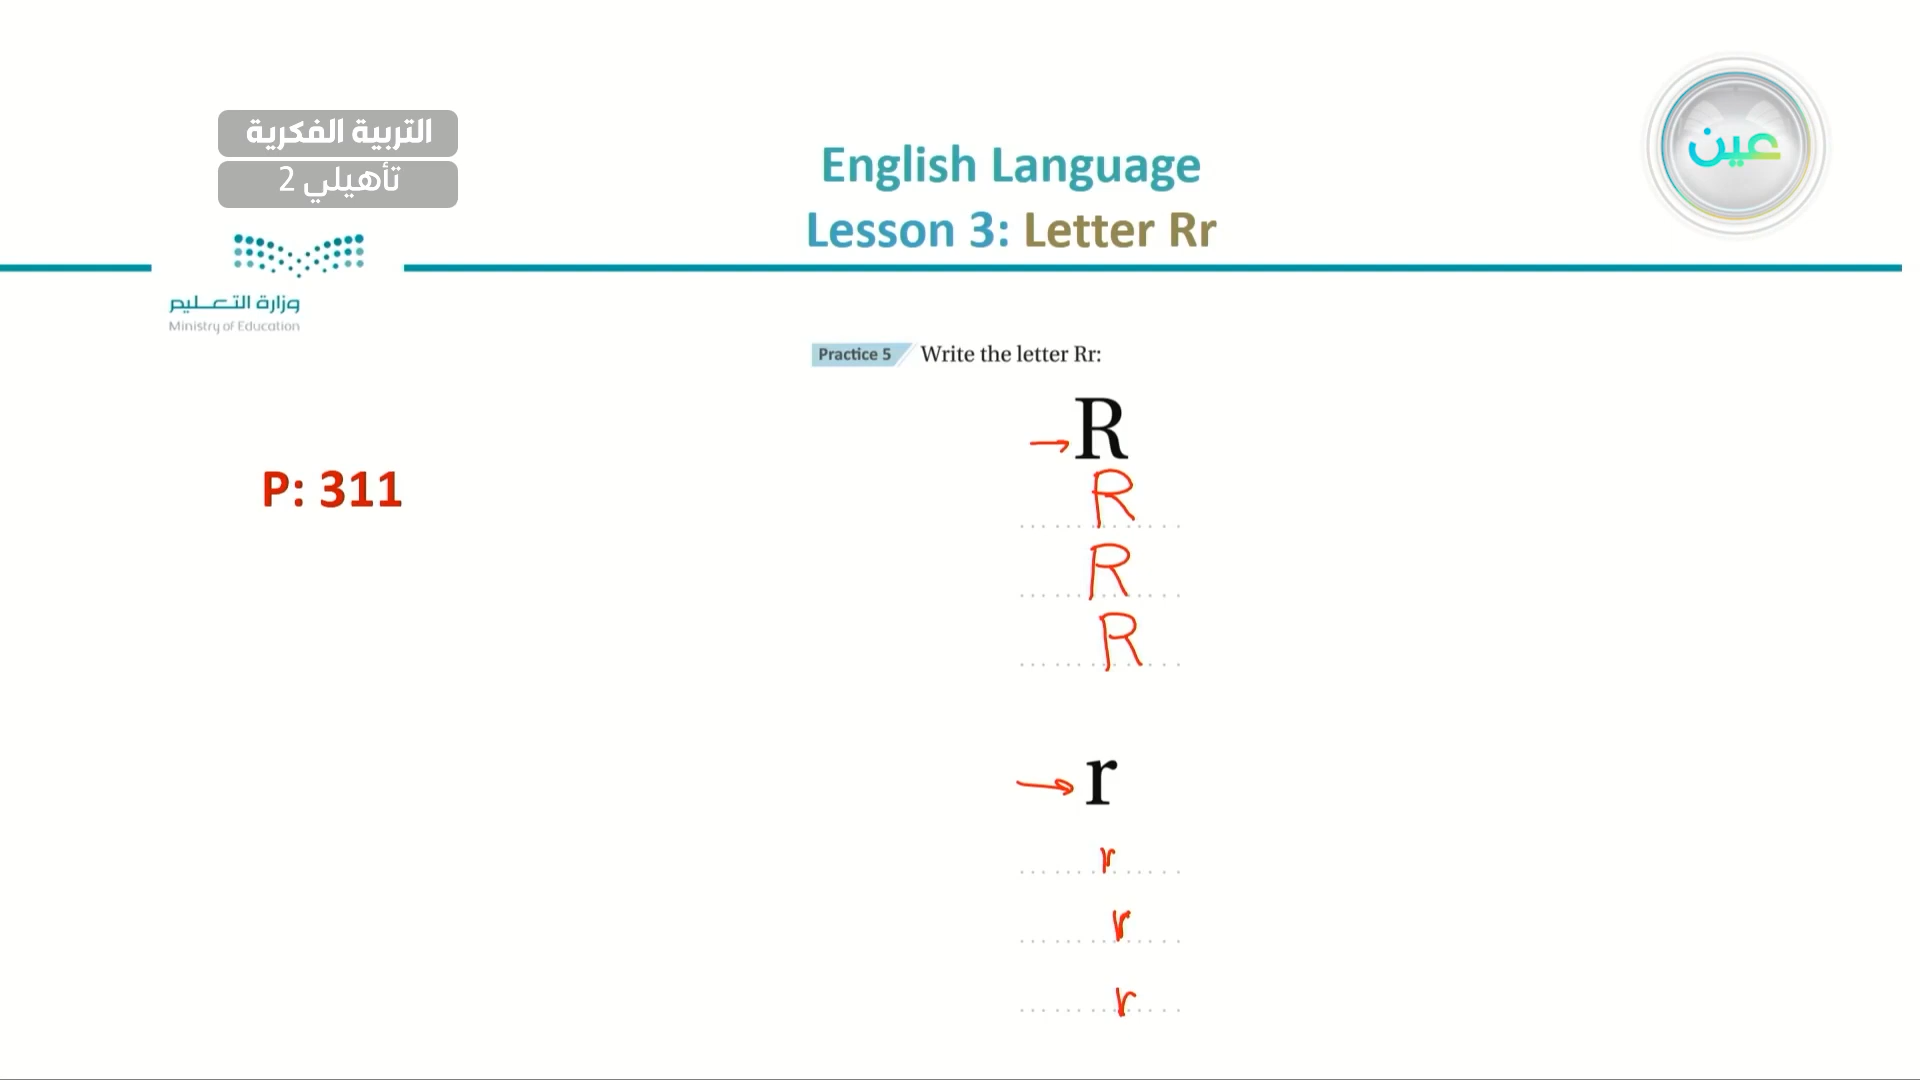 التربية الفكرية
تأهيلي 2
عين
English Language
Lesson 3: Letter Rr
وزارة التعليم
Ministry of Education
Practice 5 Write the letter Rr:
P: 311
→ R
R
R
R
→ r
r
r
r